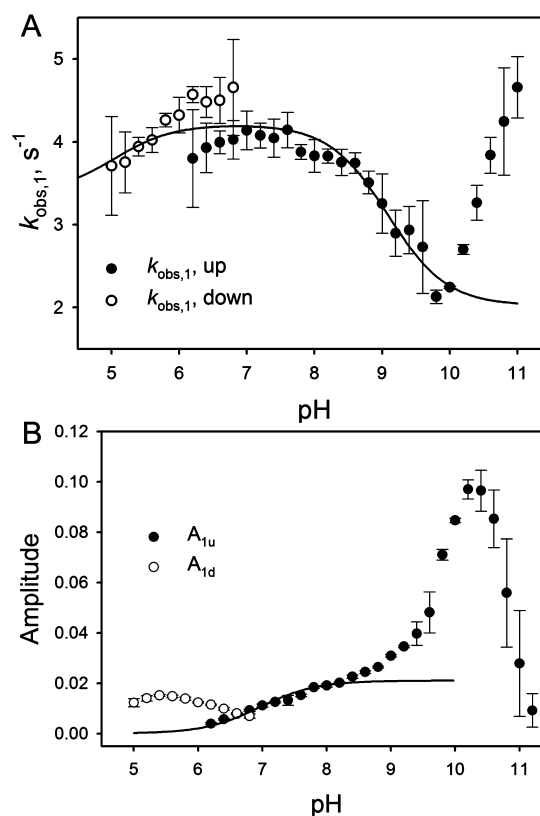 A
5
4
3
2
k_obs,1, s⁻¹
● k_obs,1, up
○ k_obs,1, down
5 6 7 8 9 10 11
pH
B
0.12
0.10
0.08
0.06
0.04
0.02
0.00
Amplitude
● A_1u
○ A_1d
5 6 7 8 9 10 11
pH